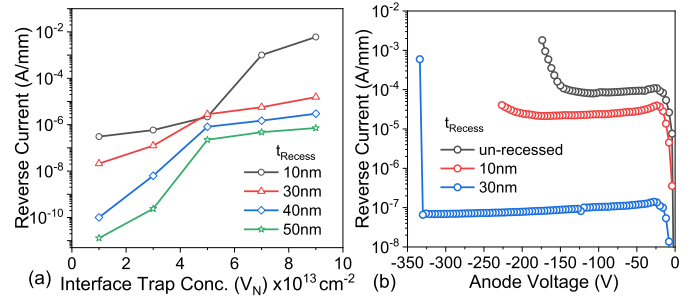 10^-2
10^-4
10^-6
10^-8
10^-10
Reverse Current (A/mm)
t_Recess
10nm
30nm
40nm
50nm
0 2 4 6 8 10
(a) Interface Trap Conc. (V_N) x10^13 cm^-2
10^-2
10^-3
10^-4
10^-5
10^-6
10^-7
10^-8
Reverse Current (A/mm)
t_Recess
un-recessed
10nm
30nm
-350 -300 -250 -200 -150 -100 -50 0
(b) Anode Voltage (V)